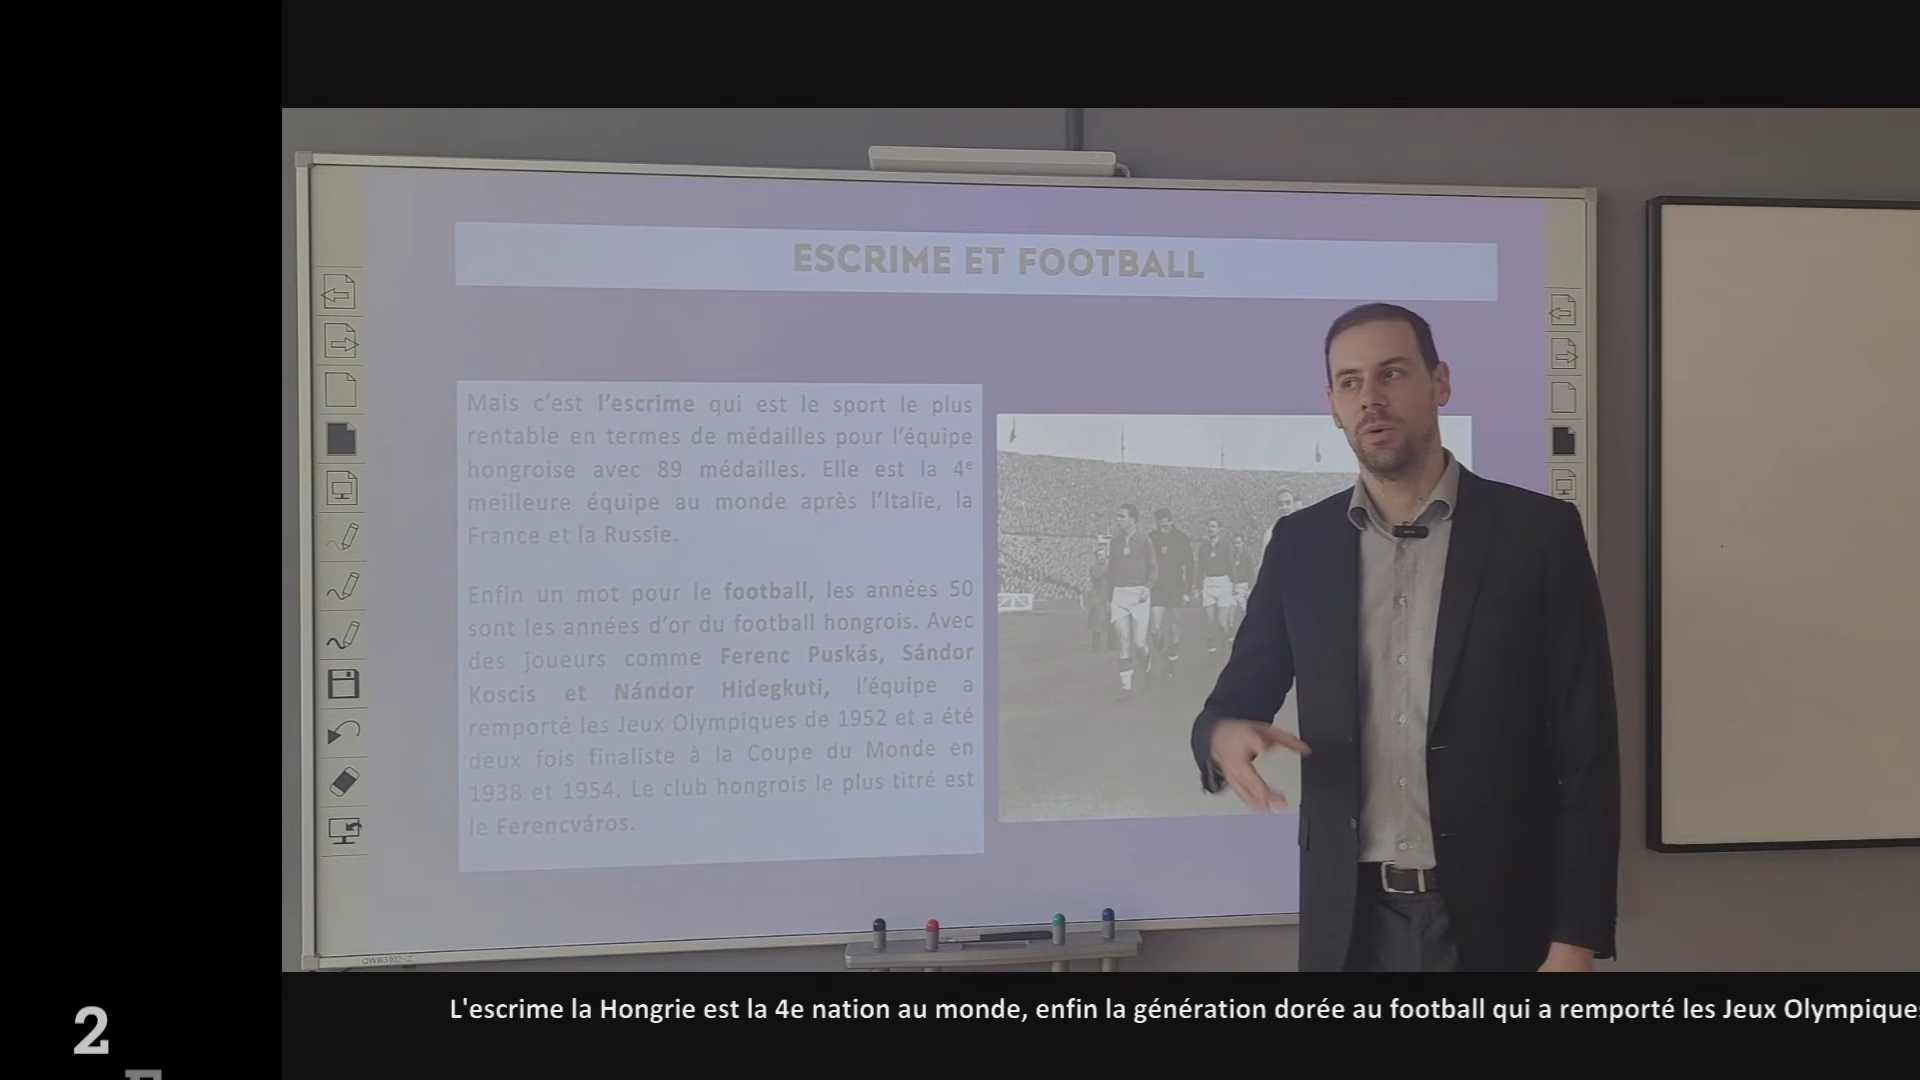 ESCRIME ET FOOTBALL
Mais c'est l'escrime qui est le sport le plus
rentable en termes de médailles pour l'équipe
hongroise avec 89 médailles. Elle est la 4e
meilleure équipe au monde après l'Italie, la
France et la Russie.
Enfin un mot pour le football, les années 50
sont les années d'or du football hongrois. Avec
des joueurs comme Ferenc Puskás, Sándor
Koscis et Nándor Hidegkuti, l'équipe a
remporté les Jeux Olympiques de 1952 et a été
deux fois finaliste à la Coupe du Monde en
1938 et 1954. Le club hongrois le plus titré est
le Ferencváros.
L'escrime la Hongrie est la 4e nation au monde, enfin la génération dorée au football qui a remporté les Jeux
2